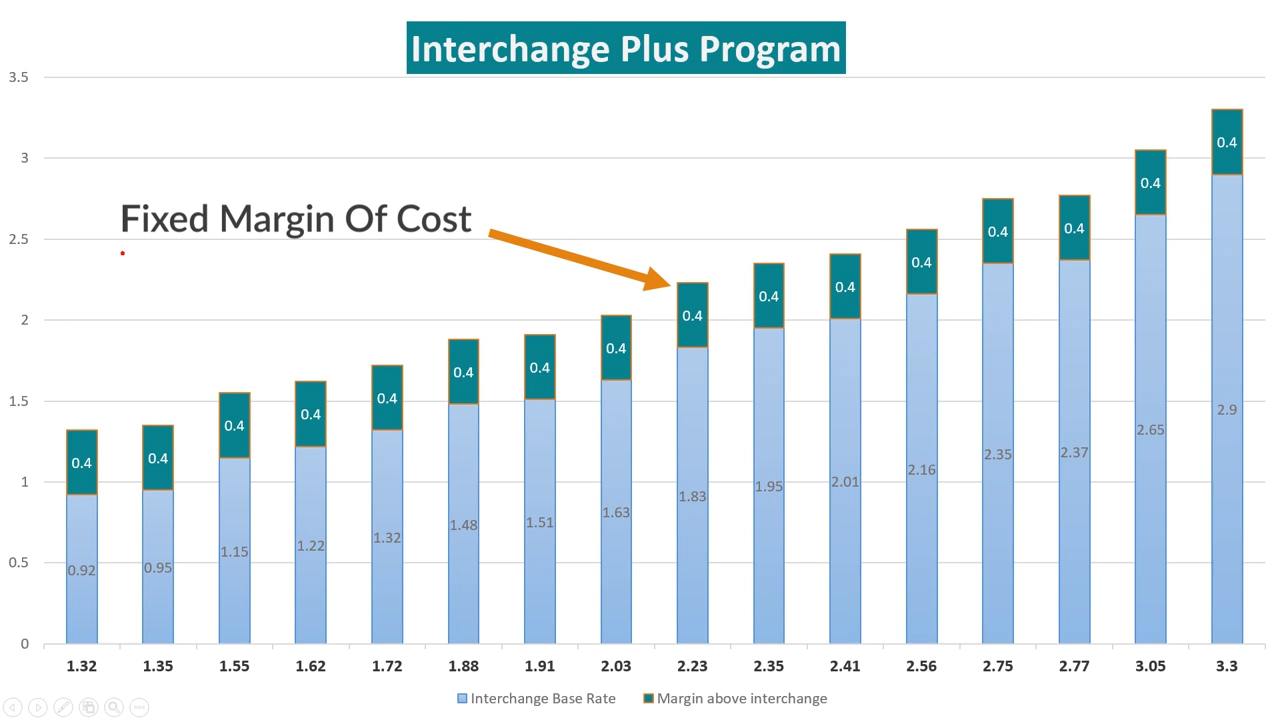 Interchange Plus Program
3.5
3
2.5
2
1.5
1
0.5
0
Fixed Margin Of Cost
0.4 0.4 0.4 0.4 0.4 0.4 0.4 0.4 0.4 0.4 0.4 0.4 0.4 0.4 0.4 0.4
0.92 0.95 1.15 1.22 1.32 1.48 1.51 1.63 1.83 1.95 2.01 2.16 2.35 2.37 2.65 2.9
1.32 1.35 1.55 1.62 1.72 1.88 1.91 2.03 2.23 2.35 2.41 2.56 2.75 2.77 3.05 3.3
Interchange Base Rate Margin above interchange